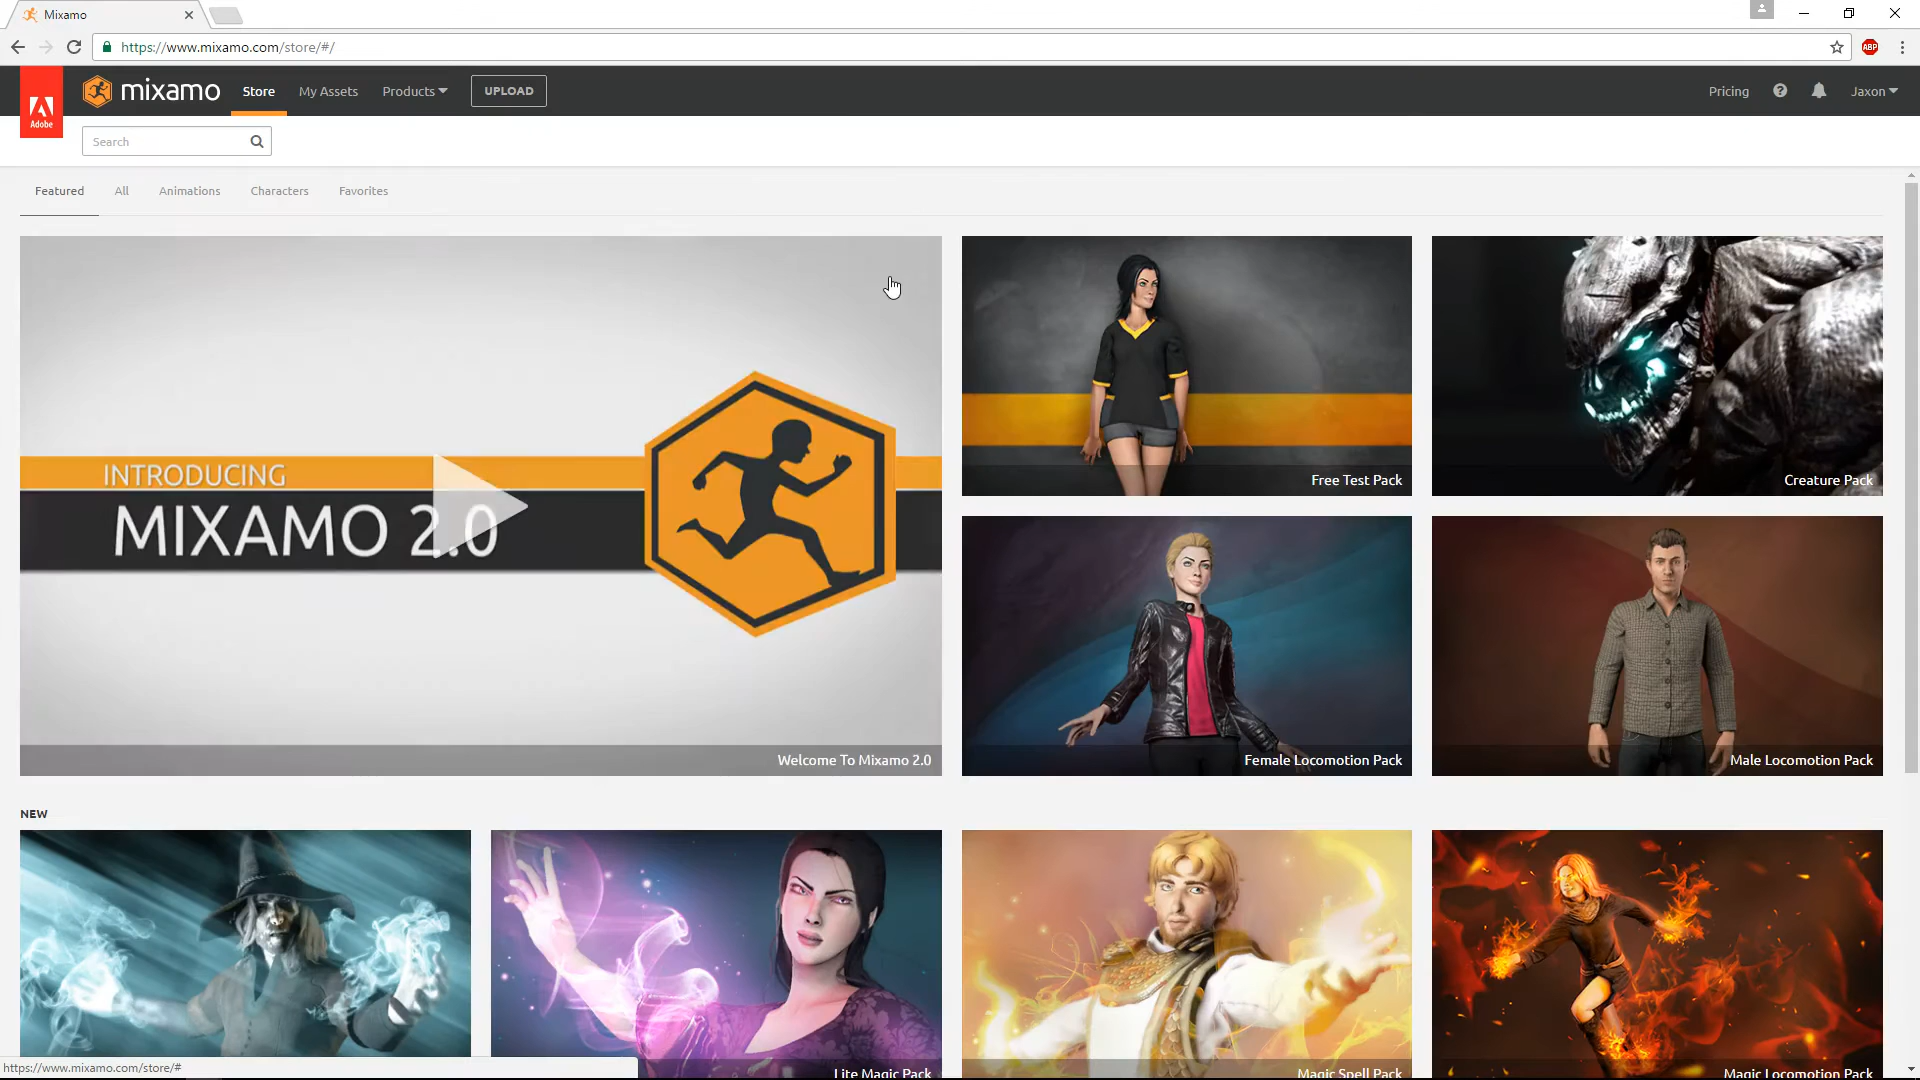 Mixamo
https://www.mixamo.com/store/#/
ABP
Adobe
mixamo
Store
My Assets
Products
UPLOAD
Pricing
?
Jaxon
Search
Featured
All
Animations
Characters
Favorites
INTRODUCING
MIXAMO 2.0
Welcome To Mixamo 2.0
Free Test Pack
Creature Pack
Female Locomotion Pack
Male Locomotion Pack
NEW
Lite Magic Pack
Magic Spell Pack
Magic Locomotion Pack
https://www.mixamo.com/store/#